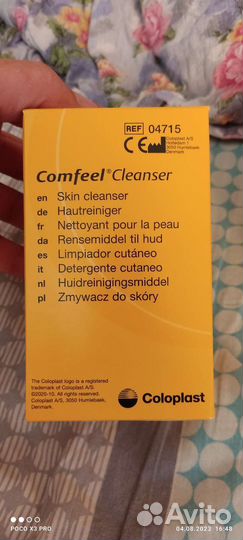 REF 04715
CE
Coloplast A/S
Holtedam 1
3050 Humlebaek
Denmark
Comfeel® Cleanser
en Skin cleanser
de Hautreiniger
fr Nettoyant pour la peau
da Rensemiddel til hud
es Limpiador cutáneo
it Detergente cutaneo
nl Huidreinigingsmiddel
pl Zmywacz do skóry
The Coloplast logo is a registered
trademark of Coloplast A/S.
©2020-10. All rights reserved.
Coloplast A/S, 3050 Humlebaek,
Denmark.
Coloplast
POCO X3 PRO
04.08.2023 16:48
Avito